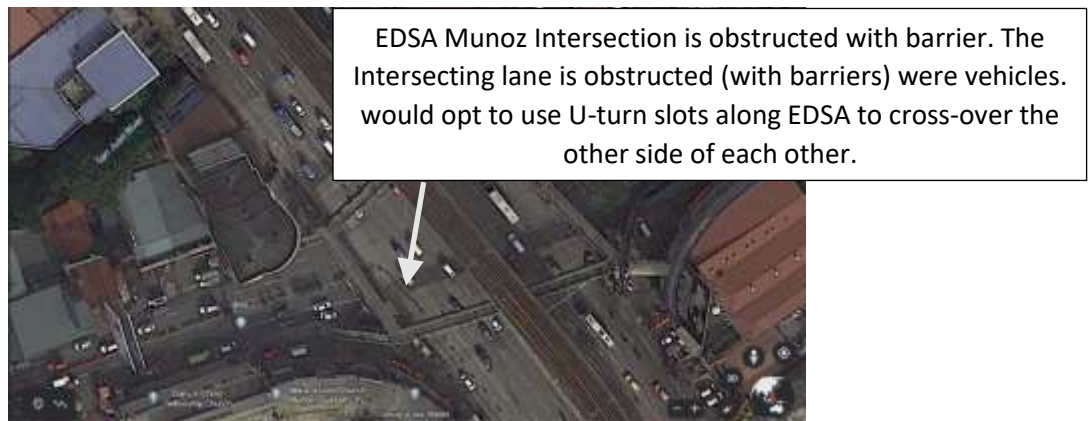 EDSA Munoz Intersection is obstructed with barrier. The
Intersecting lane is obstructed (with barriers) were vehicles.
would opt to use U-turn slots along EDSA to cross-over the
other side of each other.
3D